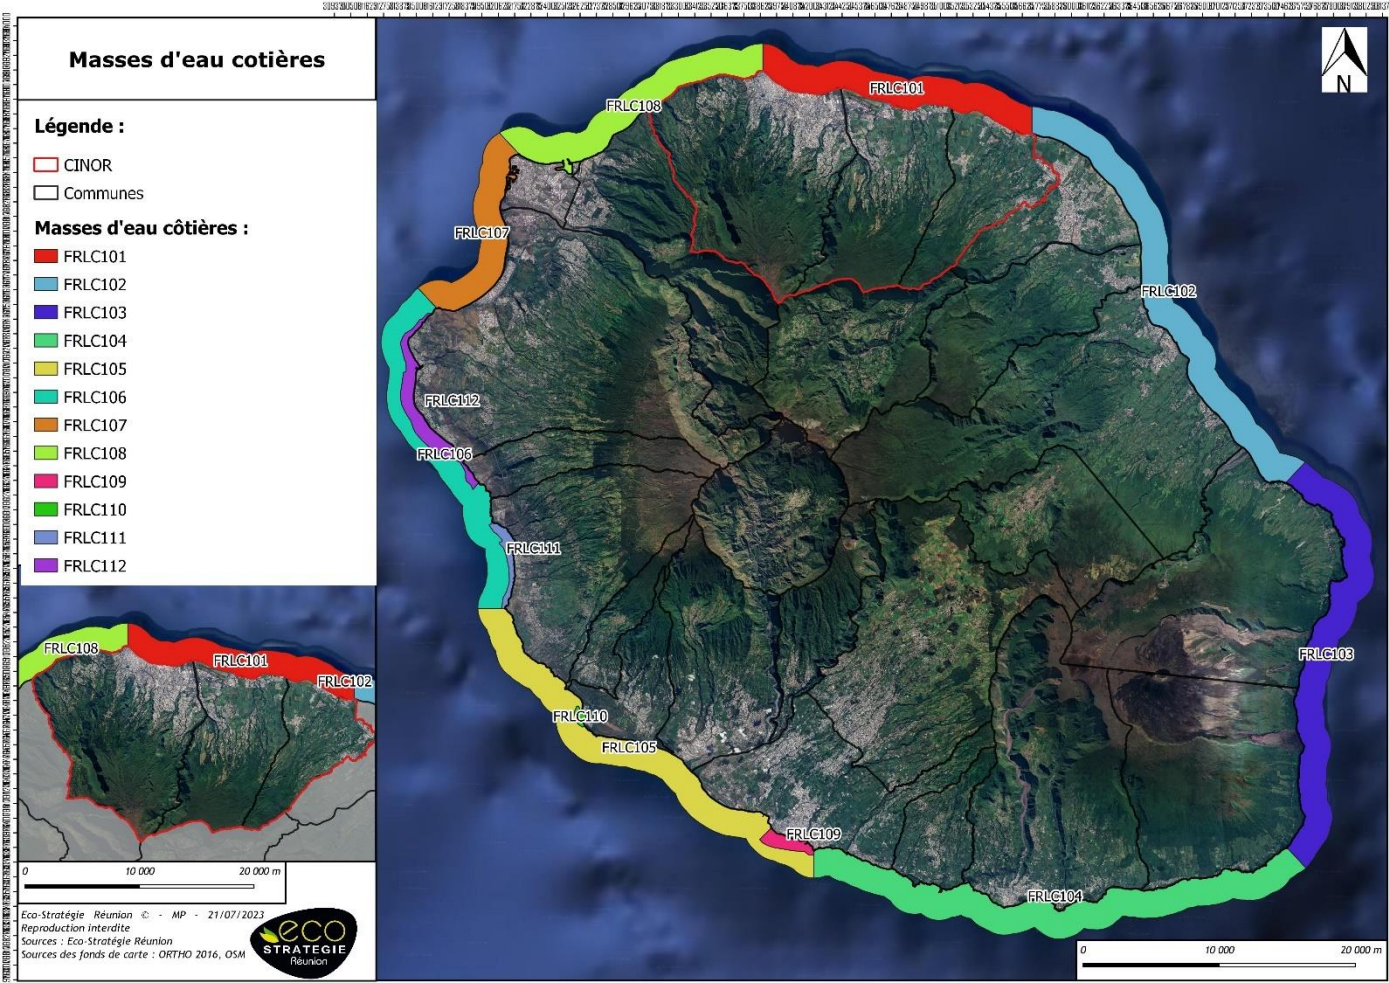 Masses d'eau cotières
Légende :
CINOR
Communes
Masses d'eau côtières :
FRLC101
FRLC102
FRLC103
FRLC104
FRLC105
FRLC106
FRLC107
FRLC108
FRLC109
FRLC110
FRLC111
FRLC112
N
FRLC101
FRLC108
FRLC107
FRLC102
FRLC112
FRLC106
FRLC111
FRLC103
FRLC110
FRLC105
FRLC109
FRLC104
FRLC108
FRLC101
FRLC102
0 10 000 20 000 m
Eco-Stratégie Réunion © - MP - 21/07/2023
Reproduction interdite
Sources : Eco-Stratégie Réunion
Sources des fonds de carte : ORTHO 2016, OSM
eco
STRATEGIE
Réunion
0 10 000 20 000 m